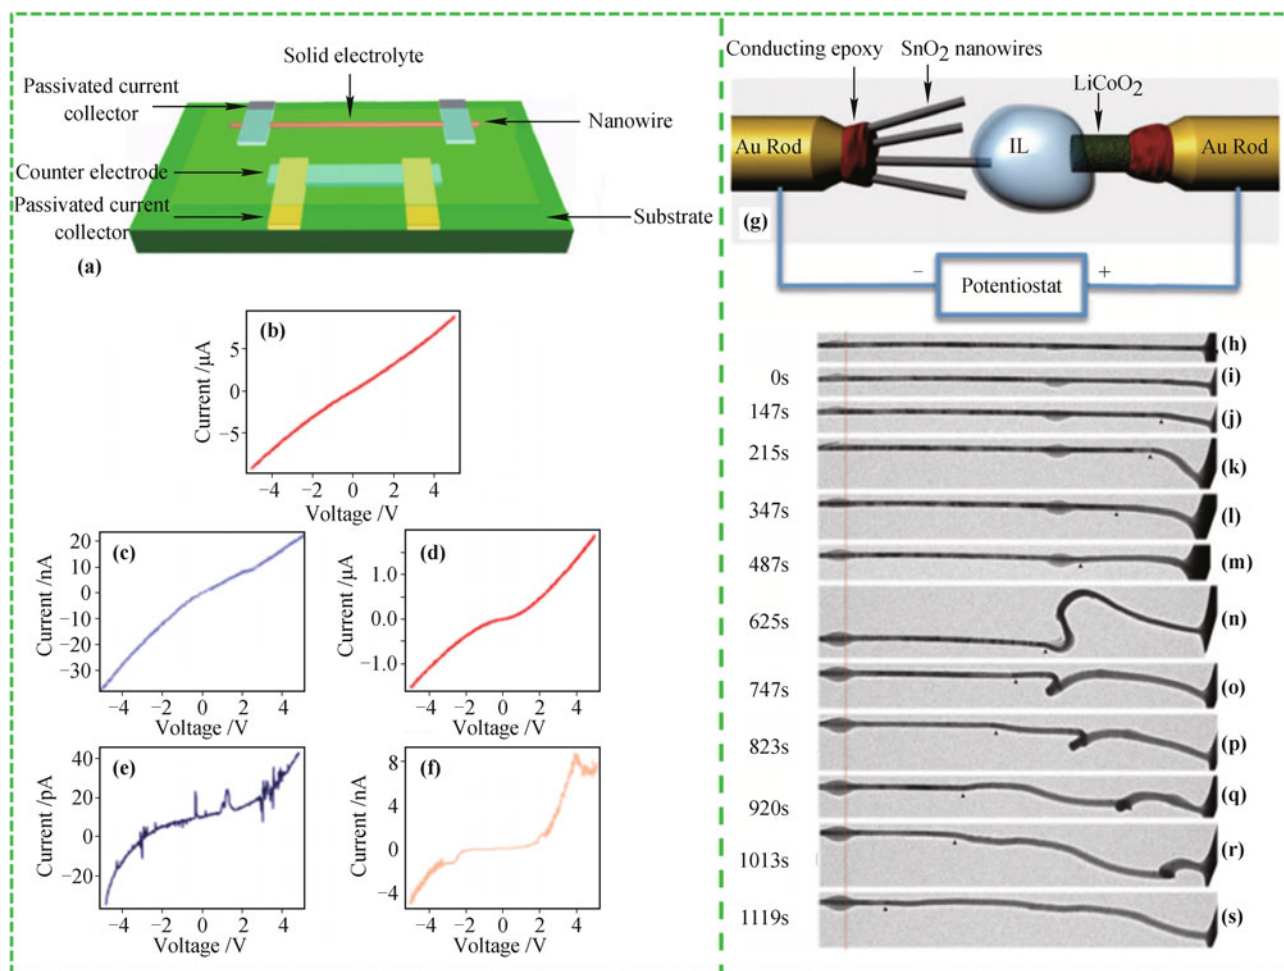 Solid electrolyte
Passivated current
collector
Nanowire
Counter electrode
Passivated current
collector
Substrate
(a)
(b)
Current /μA
5
0
−5
−4 −2 0 2 4
Voltage /V
(c)
Current /nA
20
10
0
−10
−20
−30
−4 −2 0 2 4
Voltage /V
(d)
Current /μA
1.0
0.0
−1.0
−4 −2 0 2 4
Voltage /V
(e)
Current /pA
40
20
0
−20
−4 −2 0 2 4
Voltage /V
(f)
Current /nA
8
4
0
−4
−4 −2 0 2 4
Voltage /V
Conducting epoxy
SnO2 nanowires
LiCoO2
Au Rod
IL
Au Rod
(g)
−
+
Potentiostat
(h)
0s (i)
147s (j)
215s (k)
347s (l)
487s (m)
625s (n)
747s (o)
823s (p)
920s (q)
1013s (r)
1119s (s)